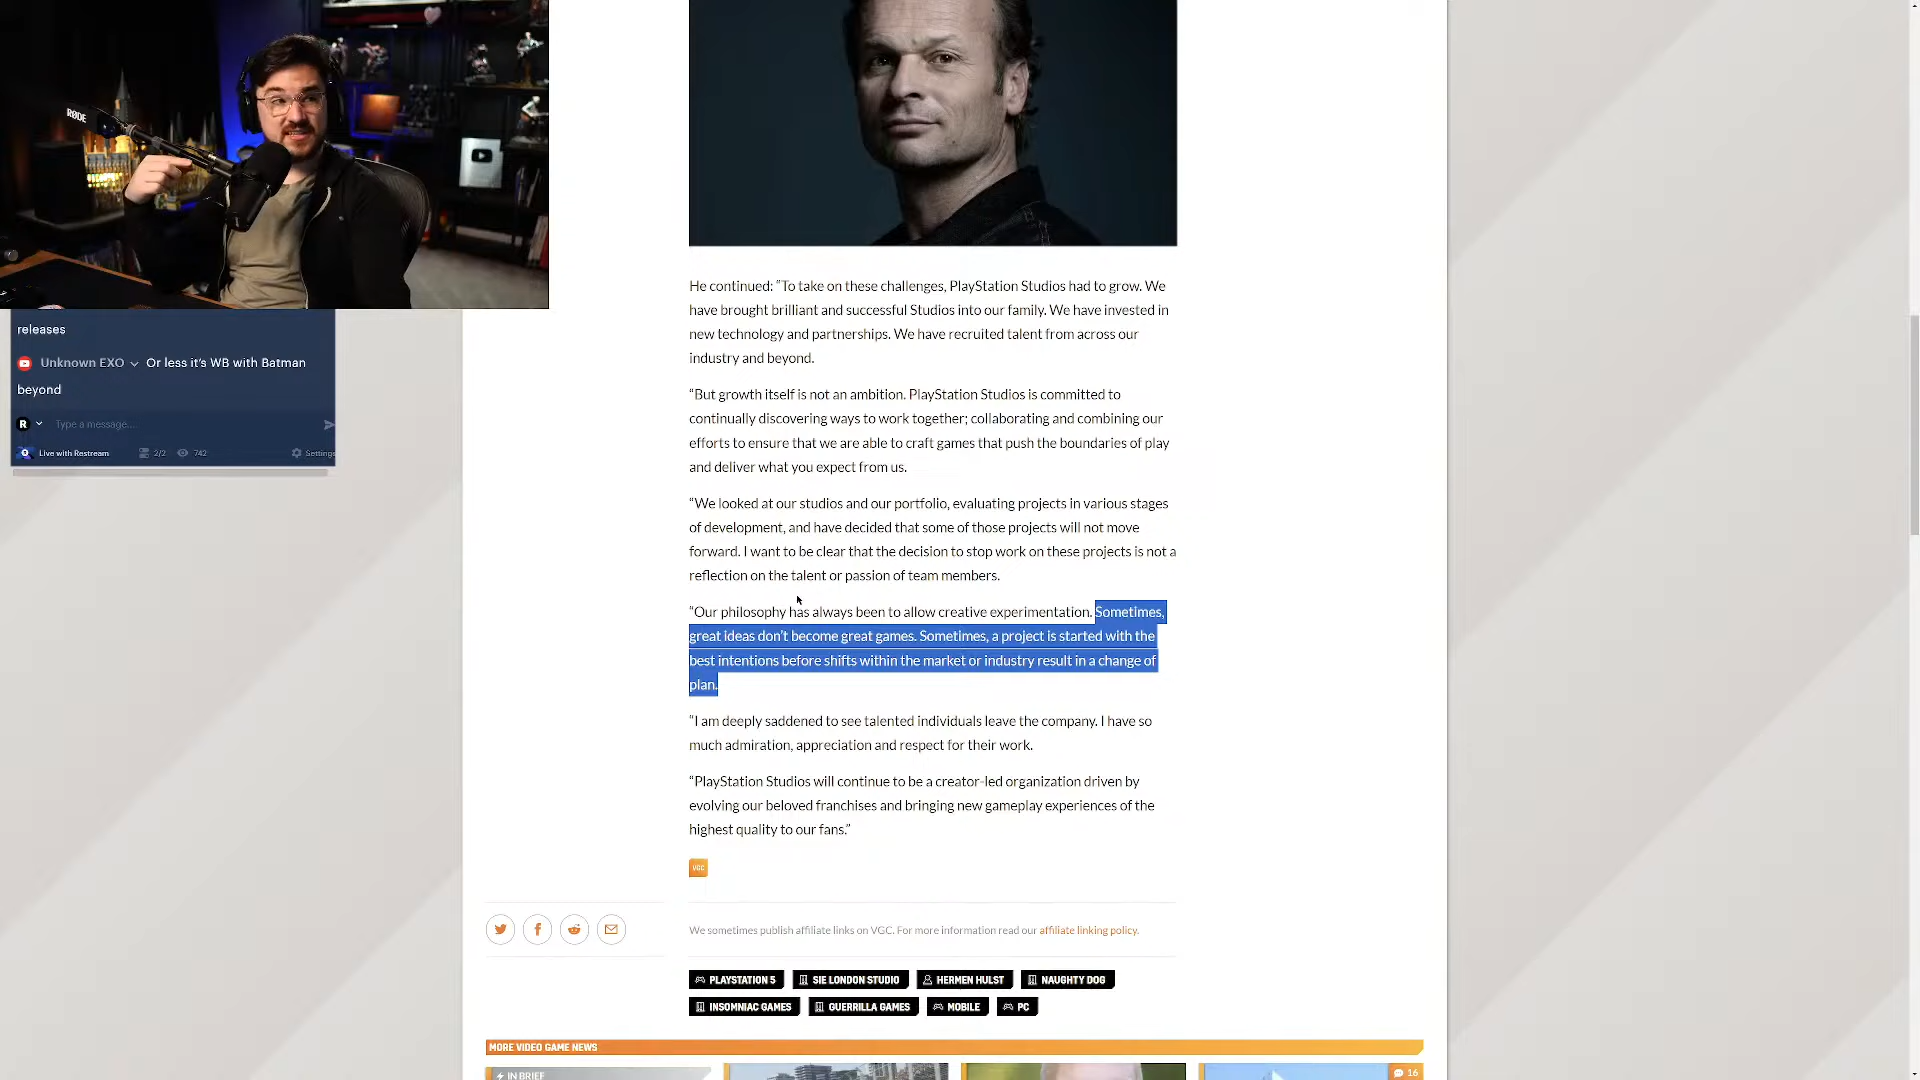 RØDE
releases
Unknown EXO Or less it's WB with Batman
beyond
R Type a message....
Live with Restream 2/2 742 Settings
He continued: “To take on these challenges, PlayStation Studios had to grow. We
have brought brilliant and successful Studios into our family. We have invested in
new technology and partnerships. We have recruited talent from across our
industry and beyond.
“But growth itself is not an ambition. PlayStation Studios is committed to
continually discovering ways to work together; collaborating and combining our
efforts to ensure that we are able to craft games that push the boundaries of play
and deliver what you expect from us.
“We looked at our studios and our portfolio, evaluating projects in various stages
of development, and have decided that some of those projects will not move
forward. I want to be clear that the decision to stop work on these projects is not a
reflection on the talent or passion of team members.
“Our philosophy has always been to allow creative experimentation. Sometimes,
great ideas don’t become great games. Sometimes, a project is started with the
best intentions before shifts within the market or industry result in a change of
plan.
“I am deeply saddened to see talented individuals leave the company. I have so
much admiration, appreciation and respect for their work.
“PlayStation Studios will continue to be a creator-led organization driven by
evolving our beloved franchises and bringing new gameplay experiences of the
highest quality to our fans.”
VGC
We sometimes publish affiliate links on VGC. For more information read our affiliate linking policy.
PLAYSTATION 5 SIE LONDON STUDIO HERMEN HULST NAUGHTY DOG
INSOMNIAC GAMES GUERRILLA GAMES MOBILE PC
MORE VIDEO GAME NEWS
IN BRIEF 16